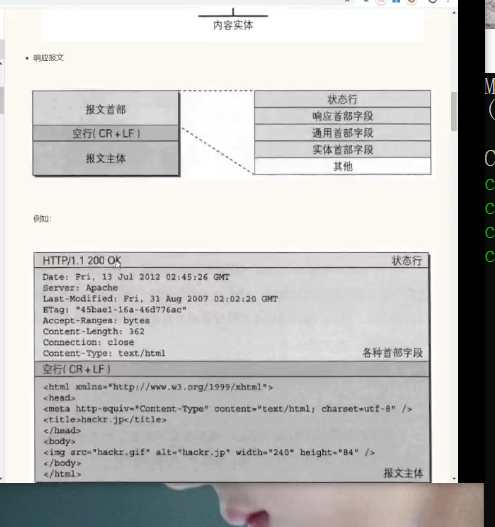 内容实体
响应报文
报文首部
空行(CR+LF)
报文主体
状态行
响应首部字段
通用首部字段
实体首部字段
其他
例如:
HTTP/1.1 200 OK
状态行
Date: Fri, 13 Jul 2012 02:45:26 GMT
Server: Apache
Last-Modified: Fri, 31 Aug 2007 02:02:20 GMT
ETag: "45bae1-16a-46d776ac"
Accept-Ranges: bytes
Content-Length: 362
Connection: close
Content-Type: text/html
各种首部字段
空行(CR+LF)
<html xmlns="http://www.w3.org/1999/xhtml">
<head>
<meta http-equiv="Content-Type" content="text/html; charset=utf-8" />
<title>hackr.jp</title>
</head>
<body>
<img src="hackr.gif" alt="hackr.jp" width="240" height="84" />
</body>
</html>
报文主体
M
(
C
c
c
c
c